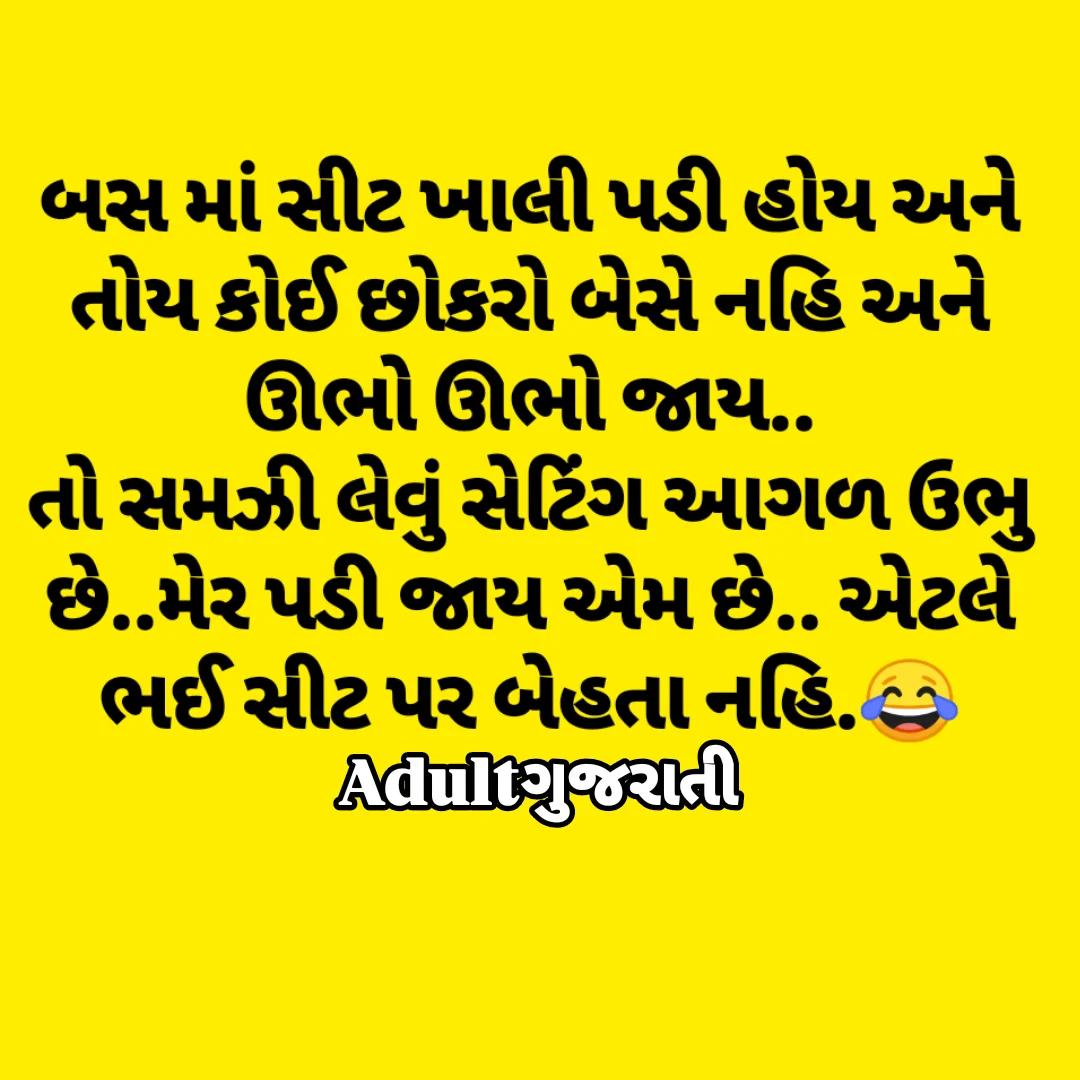 બસ માં સીટ ખાલી પડી હોય અને
તોય કોઈ છોકરો બેસે નહિ અને
ઊભો ઊભો જાય..
તો સમઝી લેવું સેટિંગ આગળ ઉભુ
છે..મેર પડી જાય એમ છે.. એટલે
ભઈ સીટ પર બેહતા નહિ.😂
Adultગુજરાતી